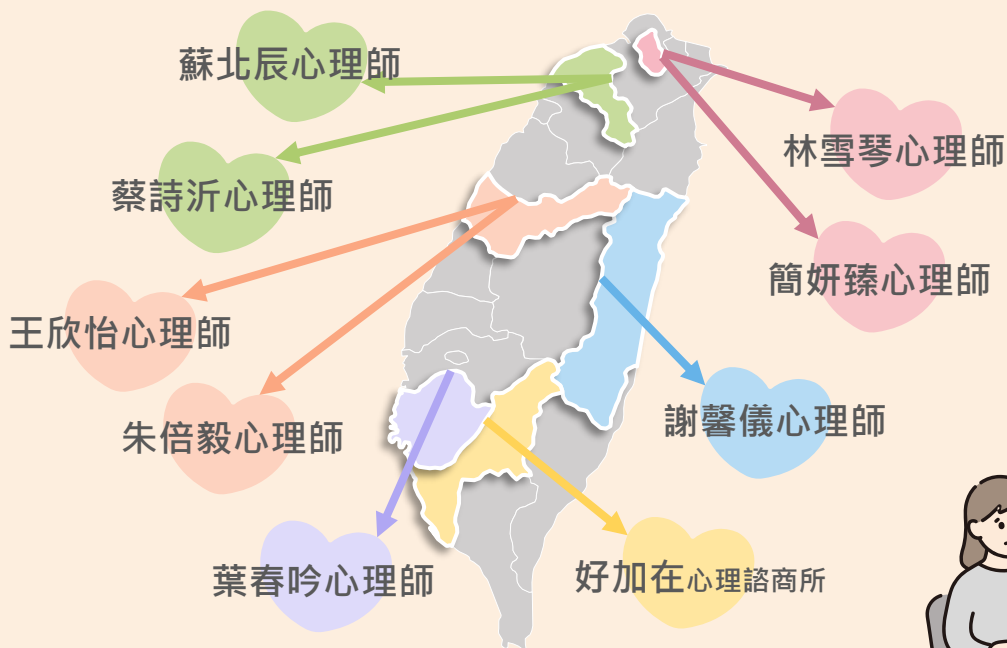 蘇北辰心理師
林雪琴心理師
蔡詩沂心理師
簡妍臻心理師
王欣怡心理師
謝馨儀心理師
朱倍毅心理師
葉春吟心理師
好加在心理諮商所